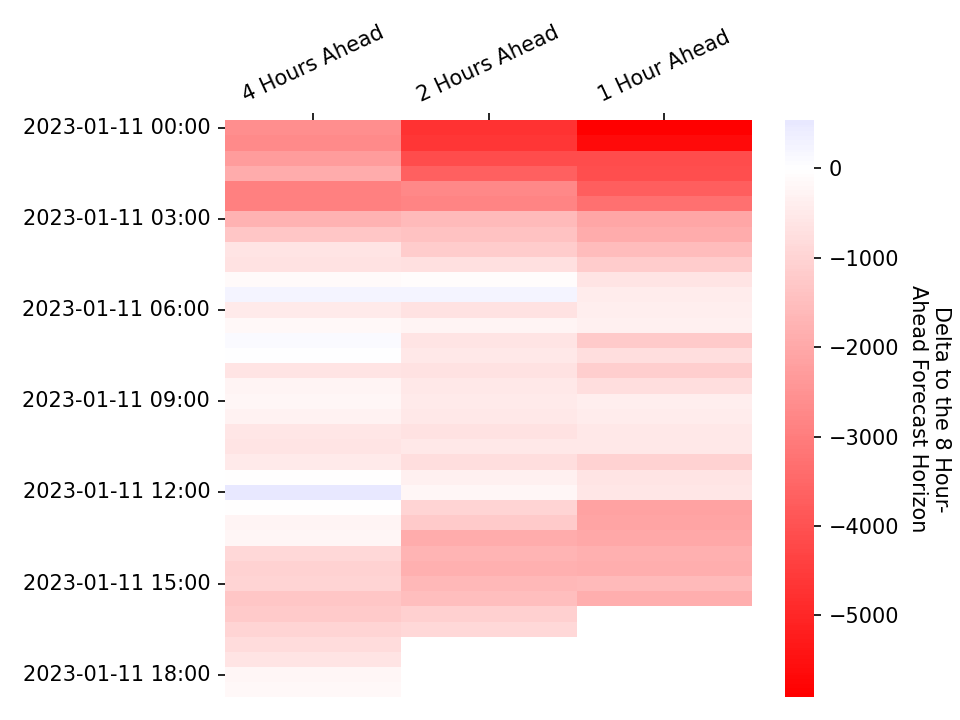 4 Hours Ahead
2 Hours Ahead
1 Hour Ahead
2023-01-11 00:00
2023-01-11 03:00
2023-01-11 06:00
2023-01-11 09:00
2023-01-11 12:00
2023-01-11 15:00
2023-01-11 18:00
0
−1000
−2000
−3000
−4000
−5000
Delta to the 8 Hour-
Ahead Forecast Horizon